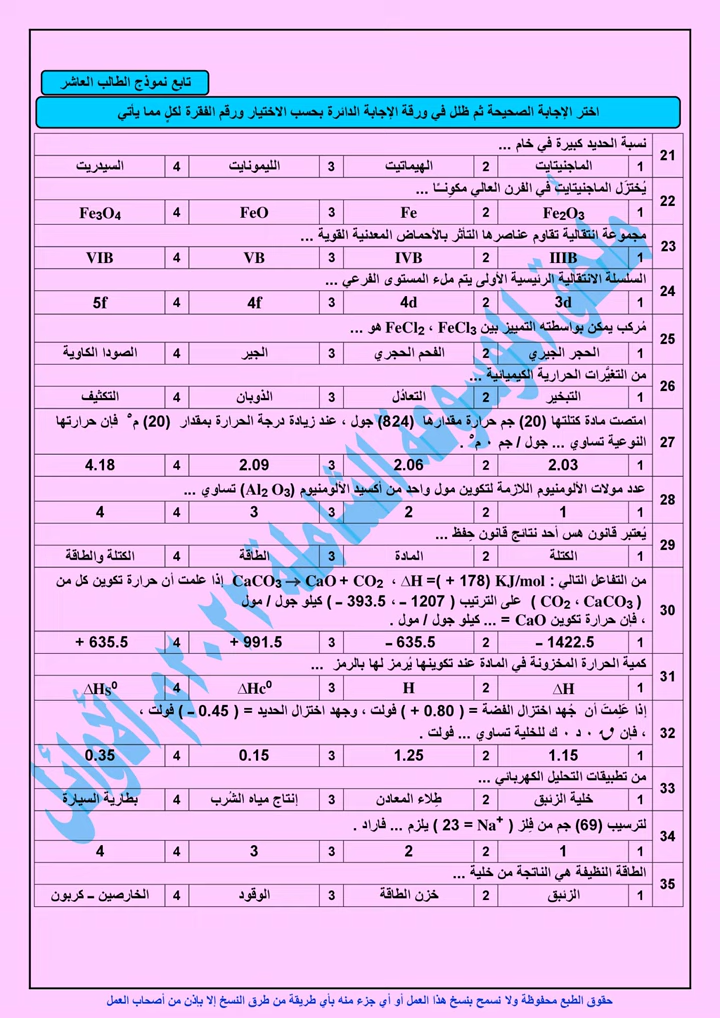 تابع نموذج الطالب العاشر
اختر الإجابة الصحيحة ثم ظلل في ورقة الإجابة الدائرة بحسب الاختيار ورقم الفقرة لكلٍ مما يأتي
21 نسبة الحديد كبيرة في خام ...
1 الماجنيتايت 2 الهيماتيت 3 الليمونايت 4 السيدريت
22 يُختزَل الماجنيتايت في الفرن العالي مكونـًا ...
1 Fe₂O₃ 2 Fe 3 FeO 4 Fe₃O₄
23 مجموعة انتقالية تقاوم عناصرها التأثر بالأحماض المعدنية القوية ...
1 IIIB 2 IVB 3 VB 4 VIB
24 السلسلة الانتقالية الرئيسية الأولى يتم ملء المستوى الفرعي ...
1 3d 2 4d 3 4f 4 5f
25 مُركب يمكن بواسطته التمييز بين FeCl₂ ، FeCl₃ هو ...
1 الحجر الجيري 2 الفحم الحجري 3 الجير 4 الصودا الكاوية
26 من التغيَّرات الحرارية الكيميائية ...
1 التبخير 2 التعادُل 3 الذوبان 4 التكثيف
27 امتصت مادة كتلتها (20) جم حرارة مقدارها (824) جول ، عند زيادة درجة الحرارة بمقدار (20) م° فإن حرارتها
النوعية تساوي ... جول / جم ٠ م° .
1 2.03 2 2.06 3 2.09 4 4.18
28 عدد مولات الألومنيوم اللازمة لتكوين مول واحد من أكسيد الألومنيوم (Al₂ O₃) تساوي ...
1 1 2 2 3 3 4 4
29 يُعتبر قانون هس أحد نتائج قانون حِفظ ...
1 الكتلة 2 المادة 3 الطاقة 4 الكتلة والطاقة
30 من التفاعل التالي : CaCO₃ → CaO + CO₂ ، ∆H =( + 178) KJ/mol إذا علمت أن حرارة تكوين كل من
( CO₂ ، CaCO₃ ) على الترتيب ( – 1207 ، – 393.5 ) كيلو جول / مول
، فإن حرارة تكوين CaO = ... كيلو جول / مول .
1 – 1422.5 2 – 635.5 3 + 991.5 4 + 635.5
31 كمية الحرارة المخزونة في المادة عند تكوينها يُرمز لها بالرمز ...
1 ∆H 2 H 3 ∆Hc⁰ 4 ∆Hs⁰
32 إذا عَلِمتَ أن جُهد اختزال الفضة = ( + 0.80 ) فولت ، وجهد اختزال الحديد = ( – 0.45 ) فولت ،
، فإن ق ٠ د ٠ ك للخلية تساوي ... فولت .
1 1.15 2 1.25 3 0.15 4 0.35
33 من تطبيقات التحليل الكهربائي ...
1 خلية الزئبق 2 طِلاء المعادن 3 إنتاج مياه الشُرب 4 بطارية السيارة
34 لترسيب (69) جم من فِلز ( Na⁺ = 23 ) يلزم ... فاراد .
1 1 2 2 3 3 4 4
35 الطاقة النظيفة هي الناتجة من خلية ...
1 الزئبق 2 خزن الطاقة 3 الوقود 4 الخارصين – كربون
حقوق الطبع محفوظة ولا نسمح بنسخ هذا العمل أو أي جزء منه بأي طريقة من طرق النسخ إلا بإذن من أصحاب العمل